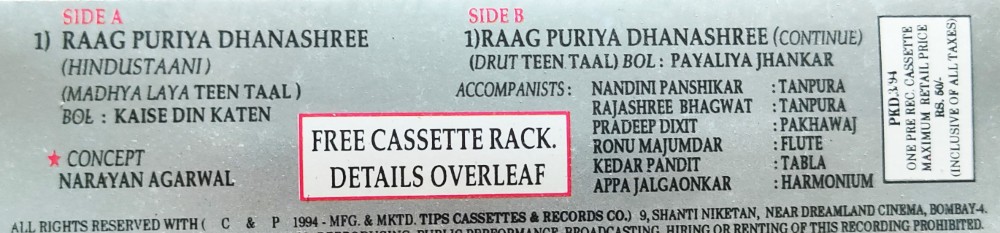 SIDE A
1) RAAG PURIYA DHANASHREE
(HINDUSTAANI)
(MADHYA LAYA TEEN TAAL)
BOL : KAISE DIN KATEN
★ CONCEPT
NARAYAN AGARWAL
FREE CASSETTE RACK.
DETAILS OVERLEAF
SIDE B
1)RAAG PURIYA DHANASHREE (CONTINUE)
(DRUT TEEN TAAL) BOL : PAYALIYA JHANKAR
ACCOMPANISTS : NANDINI PANSHIKAR : TANPURA
RAJASHREE BHAGWAT : TANPURA
PRADEEP DIXIT : PAKHAWAJ
RONU MAJUMDAR : FLUTE
KEDAR PANDIT : TABLA
APPA JALGAONKAR : HARMONIUM
PKD.3/94
ONE PRE REC. CASSETTE
MAXIMUM RETAIL PRICE
RS. 50/-
(INCLUSIVE OF ALL TAXES)
ALL RIGHTS RESERVED WITH ( C & P 1994 - MFG. & MKTD. TIPS CASSETTES & RECORDS CO.) 9, SHANTI NIKETAN, NEAR DREAMLAND CINEMA, BOMBAY-4.
PUBLIC PERFORMANCE, BROADCASTING, HIRING OR RENTING OF THIS RECORDING PROHIBITED.